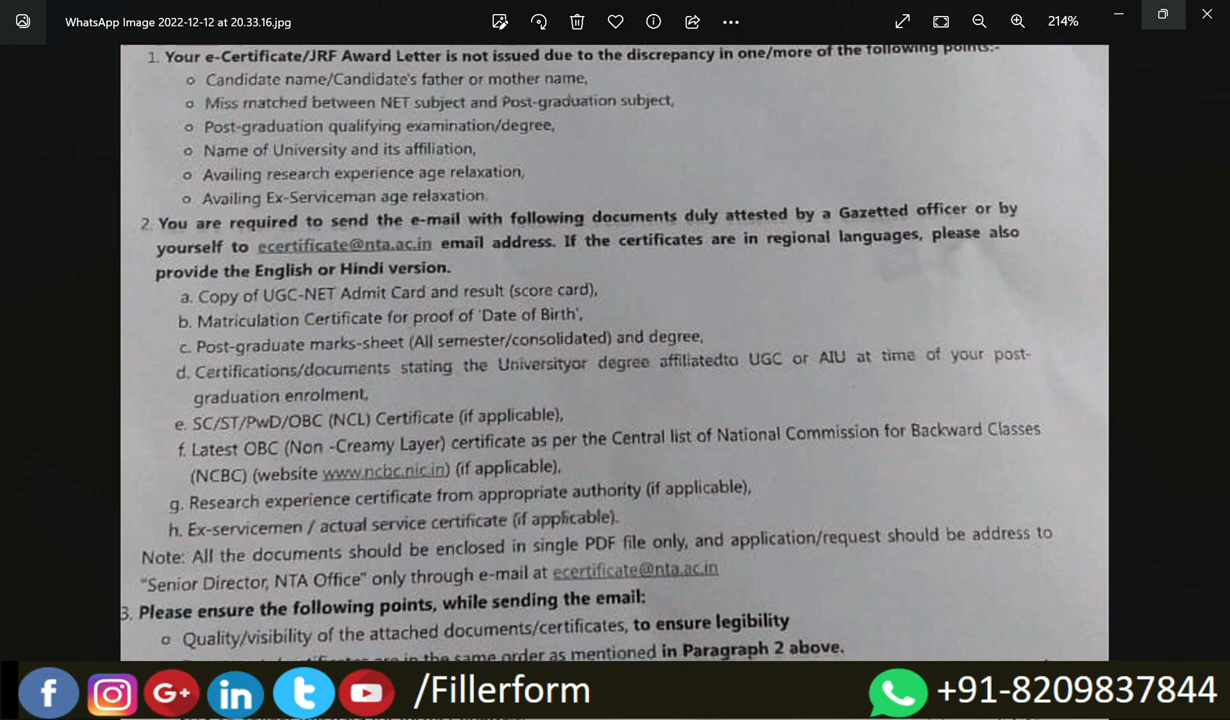 WhatsApp Image 2022-12-12 at 20.33.16.jpg
214%
1. Your e-Certificate/JRF Award Letter is not issued due to the discrepancy in one/more of the following points:-
o Candidate name/Candidate's father or mother name,
o Miss matched between NET subject and Post-graduation subject,
o Post-graduation qualifying examination/degree,
o Name of University and its affiliation,
o Availing research experience age relaxation,
o Availing Ex-Serviceman age relaxation.
2. You are required to send the e-mail with following documents duly attested by a Gazetted officer or by
yourself to ecertificate@nta.ac.in email address. If the certificates are in regional languages, please also
provide the English or Hindi version.
a. Copy of UGC-NET Admit Card and result (score card),
b. Matriculation Certificate for proof of 'Date of Birth',
c. Post-graduate marks-sheet (All semester/consolidated) and degree,
d. Certifications/documents stating the Universityor degree affiliatedto UGC or AIU at time of your post-
graduation enrolment,
e. SC/ST/PwD/OBC (NCL) Certificate (if applicable),
f. Latest OBC (Non -Creamy Layer) certificate as per the Central list of National Commission for Backward Classes
(NCBC) (website www.ncbc.nic.in) (if applicable),
g. Research experience certificate from appropriate authority (if applicable),
h. Ex-servicemen / actual service certificate (if applicable).
Note: All the documents should be enclosed in single PDF file only, and application/request should be address to
"Senior Director, NTA Office" only through e-mail at ecertificate@nta.ac.in
3. Please ensure the following points, while sending the email:
o Quality/visibility of the attached documents/certificates, to ensure legibility
are in the same order as mentioned in Paragraph 2 above.
/Fillerform
+91-8209837844